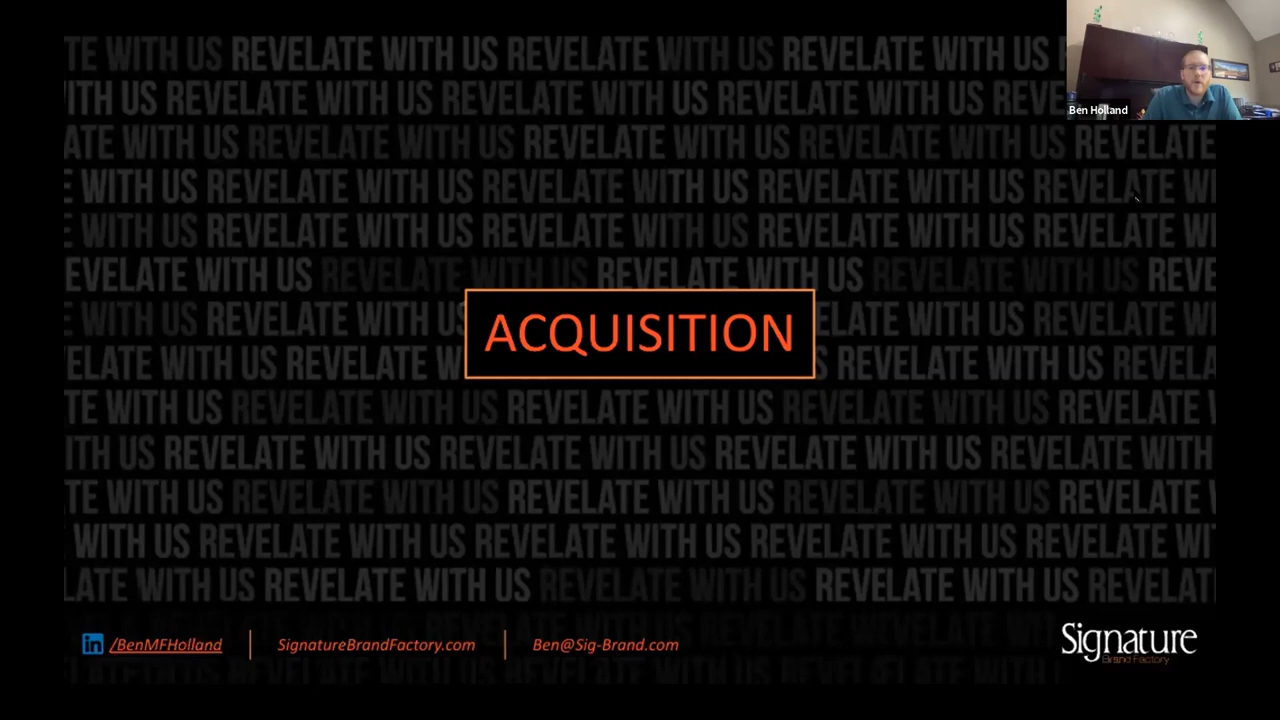 TE WITH US REVELATE WITH US REVELATE WITH US REVELATE WITH US
Ben Holland
ITH US REVELATE WITH US REVELATE WITH US REVELATE WITH US REVE
ATE WITH US REVELATE WITH US REVELATE WITH US REVELATE WITH US REVELATE
E WITH US REVELATE WITH US REVELATE WITH US REVELATE WITH US REVELATE WI
E WITH US REVELATE WITH US REVELATE WITH US REVELATE WITH US REVELATE WI
EVELATE WITH US REVELATE WITH US REVELATE WITH US REVELATE WITH US REVE
E WITH US REVELATE WITH US ELATE WITH US REVELATE WI
ACQUISITION
ELATE WITH US REVELATE W REVELATE WITH US REVELA
TE WITH US REVELATE WITH US REVELATE WITH US REVELATE WITH US REVELATE
ITH US REVELATE WITH US REVELATE WITH US REVELATE WITH US REVELATE WITH
TE WITH US REVELATE WITH US REVELATE WITH US REVELATE WITH US REVELATE
WITH US REVELATE WITH US REVELATE WITH US REVELATE WITH US REVELATE WI
LATE WITH US REVELATE WITH US REVELATE WITH US REVELATE WITH US REVELAT
in /BenMFHolland
SignatureBrandFactory.com
Ben@Sig-Brand.com
Signature
Brand Factory